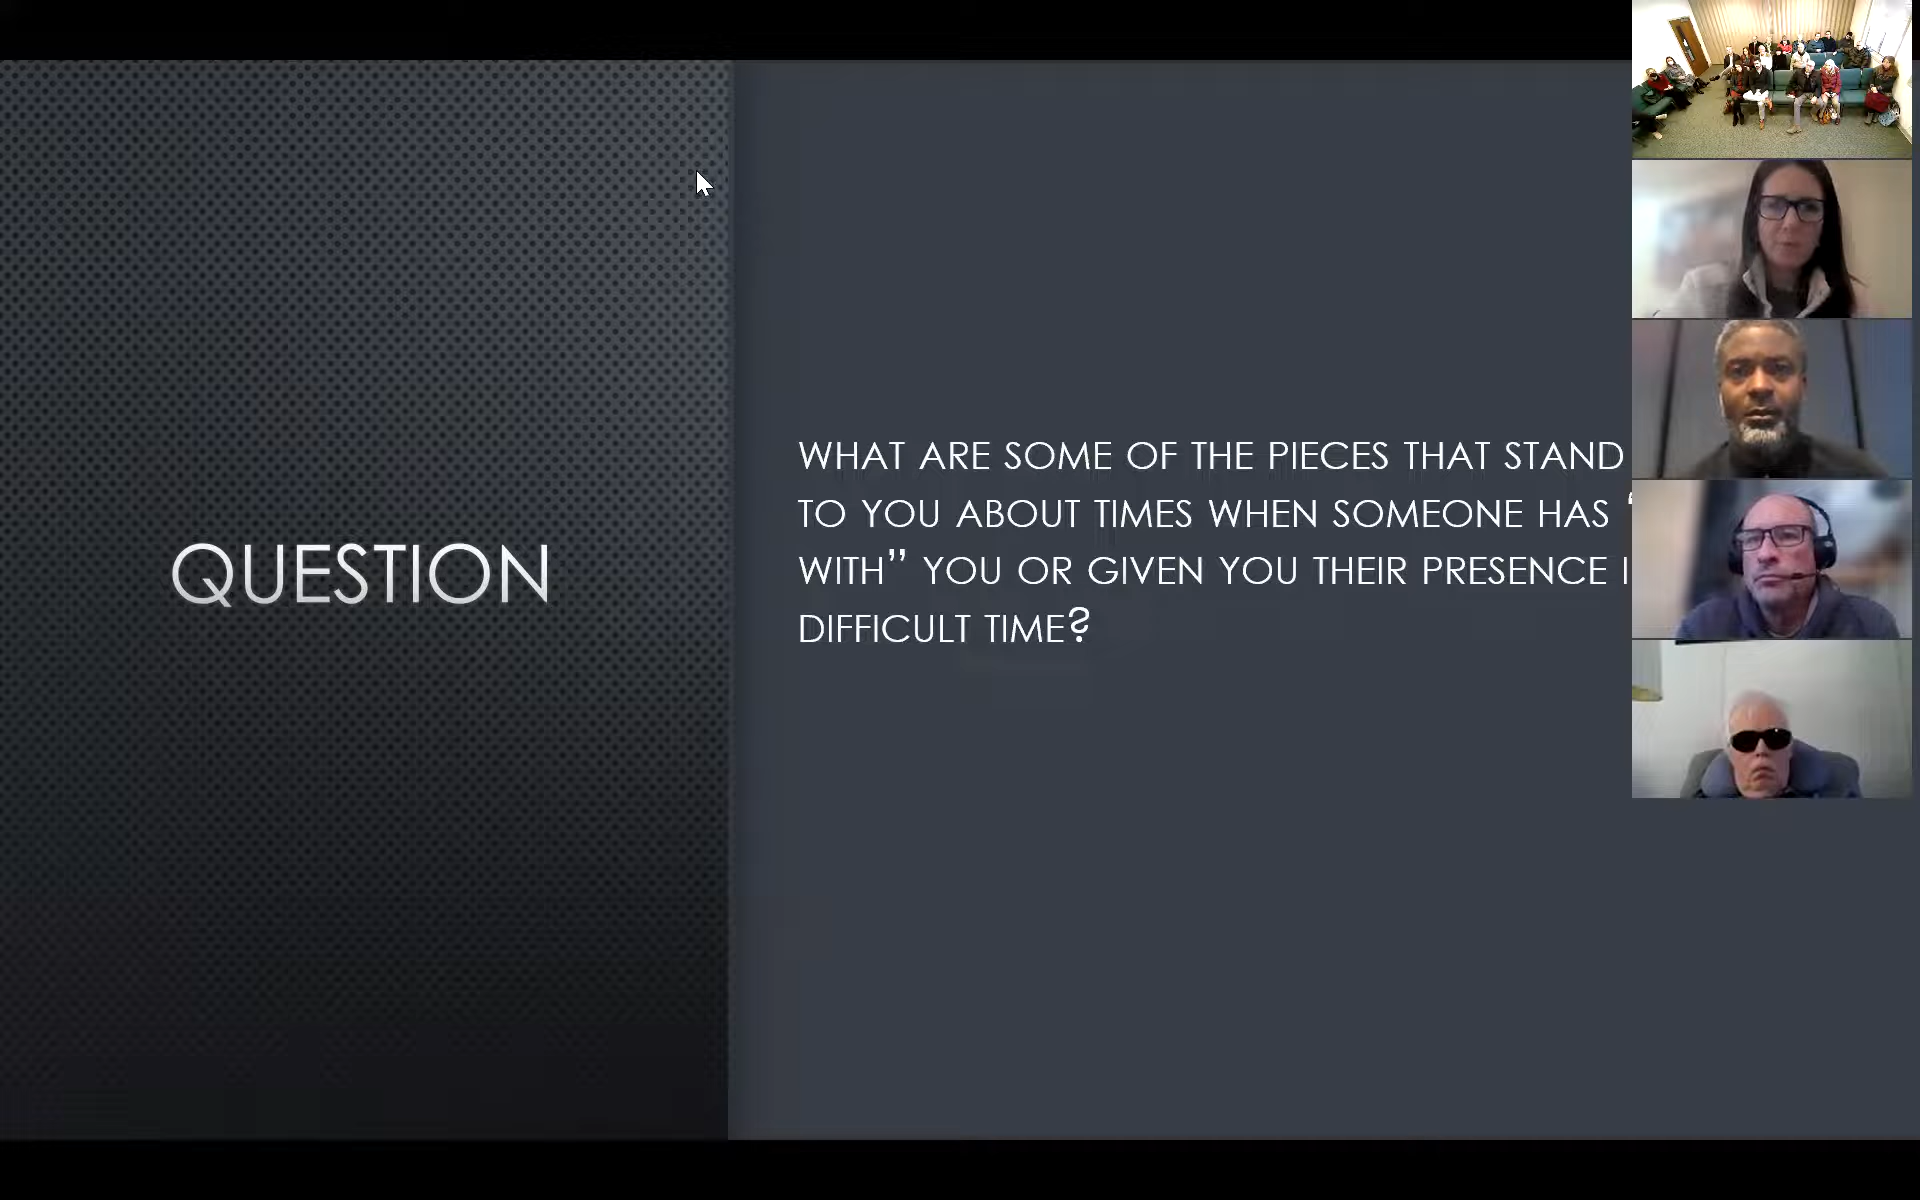 QUESTION
WHAT ARE SOME OF THE PIECES THAT STAND
TO YOU ABOUT TIMES WHEN SOMEONE HAS “
WITH” YOU OR GIVEN YOU THEIR PRESENCE
DIFFICULT TIME?